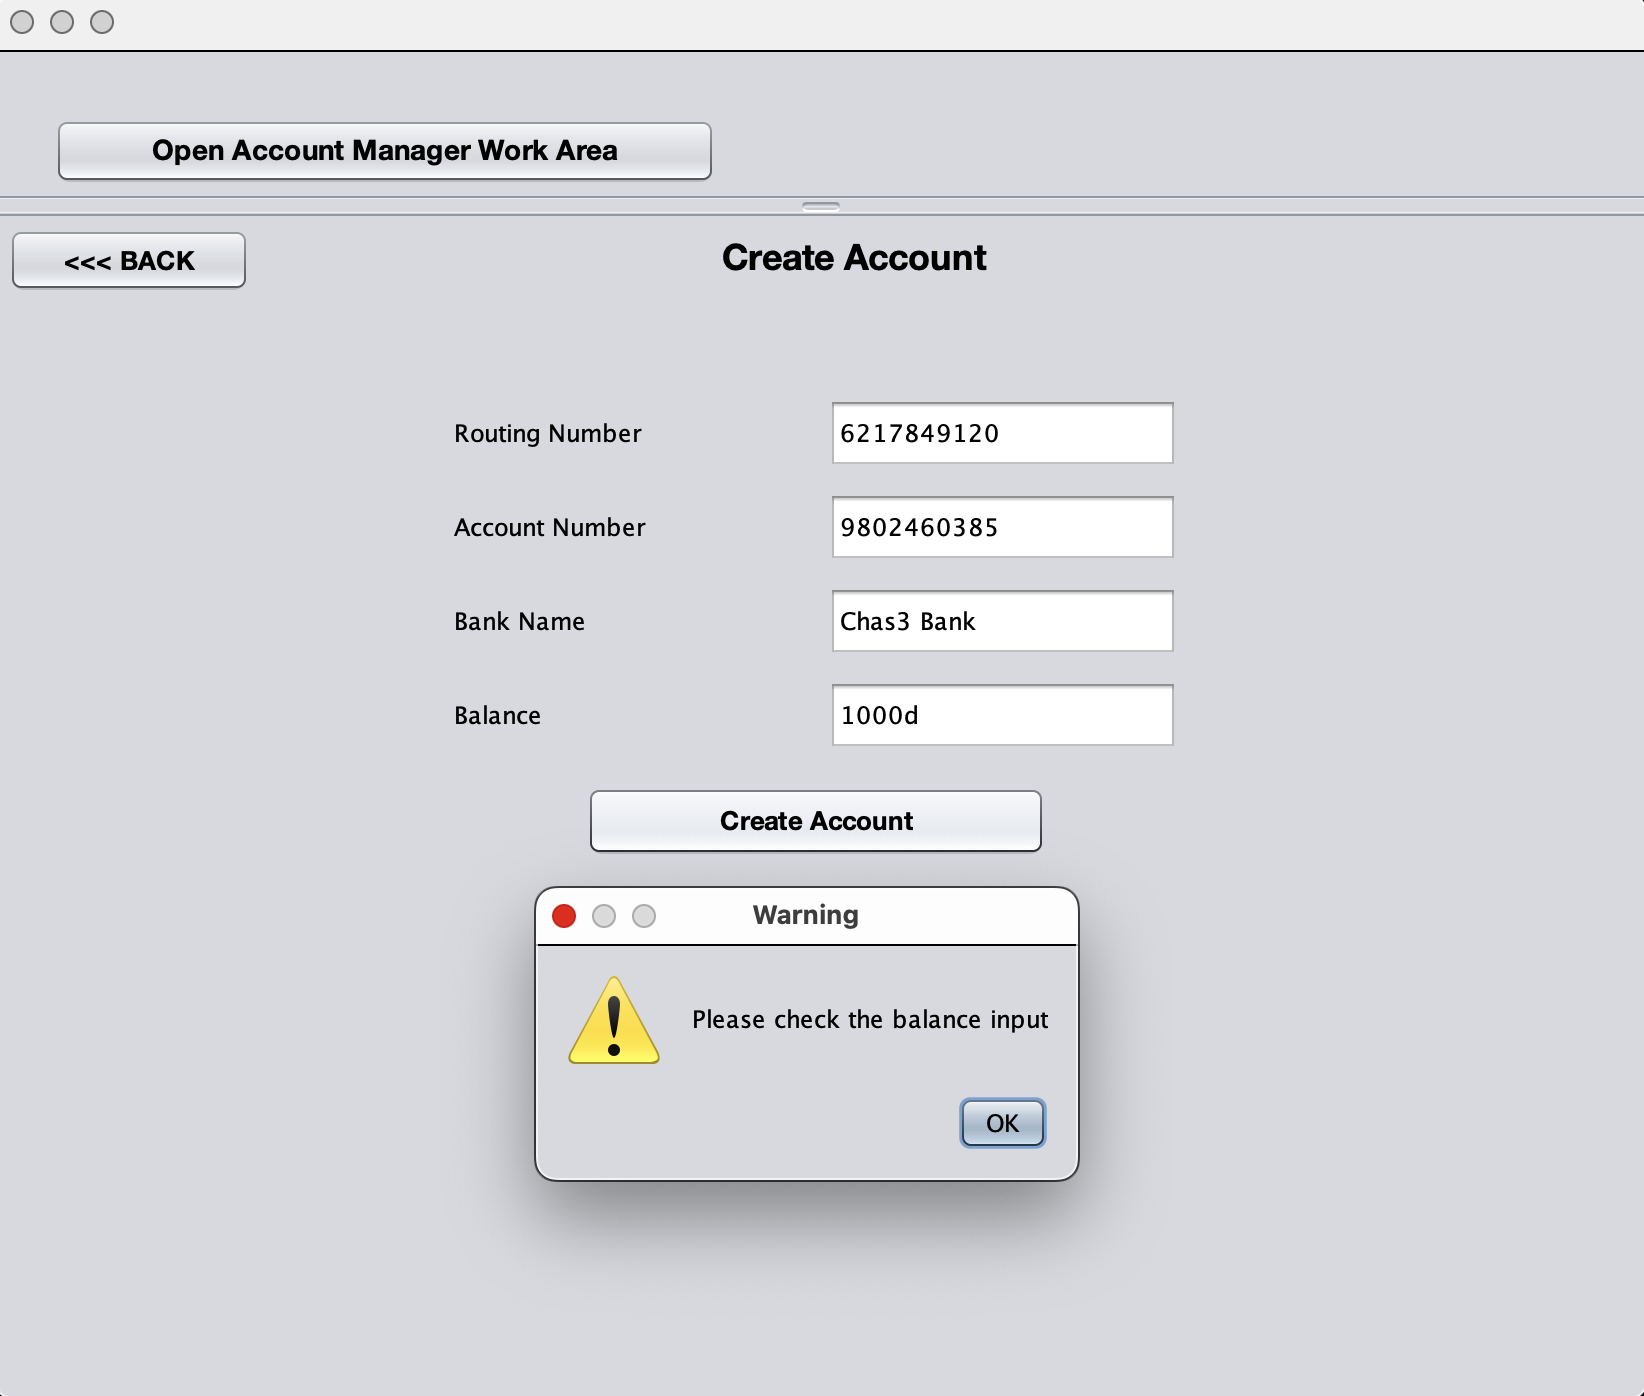 Open Account Manager Work Area
<<< BACK
Create Account
Routing Number 6217849120
Account Number 9802460385
Bank Name Chas3 Bank
Balance 1000d
Create Account
Warning
Please check the balance input
OK